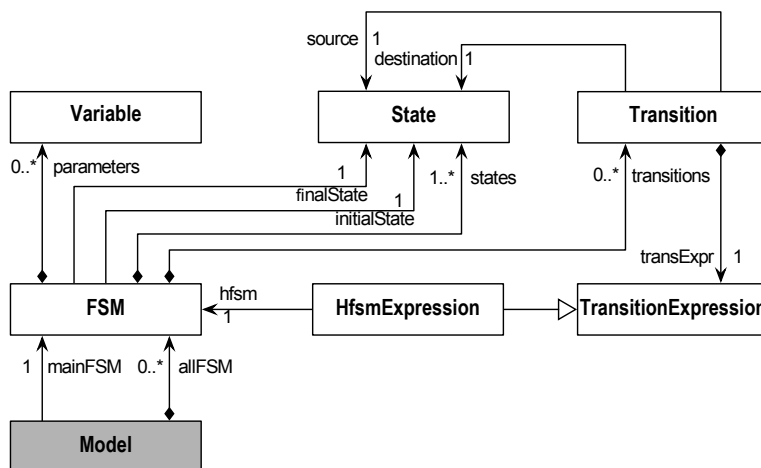 source 1
destination 1
Variable
State
Transition
0..* parameters
1
finalState
1
initialState
1..* states
0..* transitions
transExpr 1
FSM
hfsm
1
HfsmExpression
TransitionExpression
1 mainFSM
0..* allFSM
Model